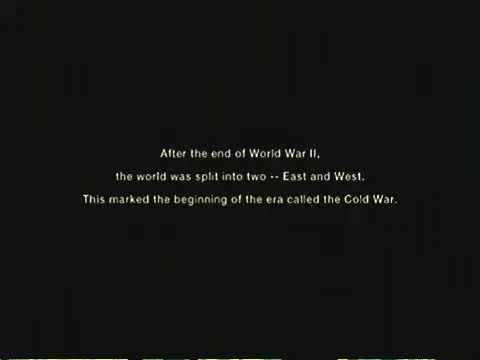 After the end of World War II,
the world was split into two -- East and West.
This marked the beginning of the era called the Cold War.